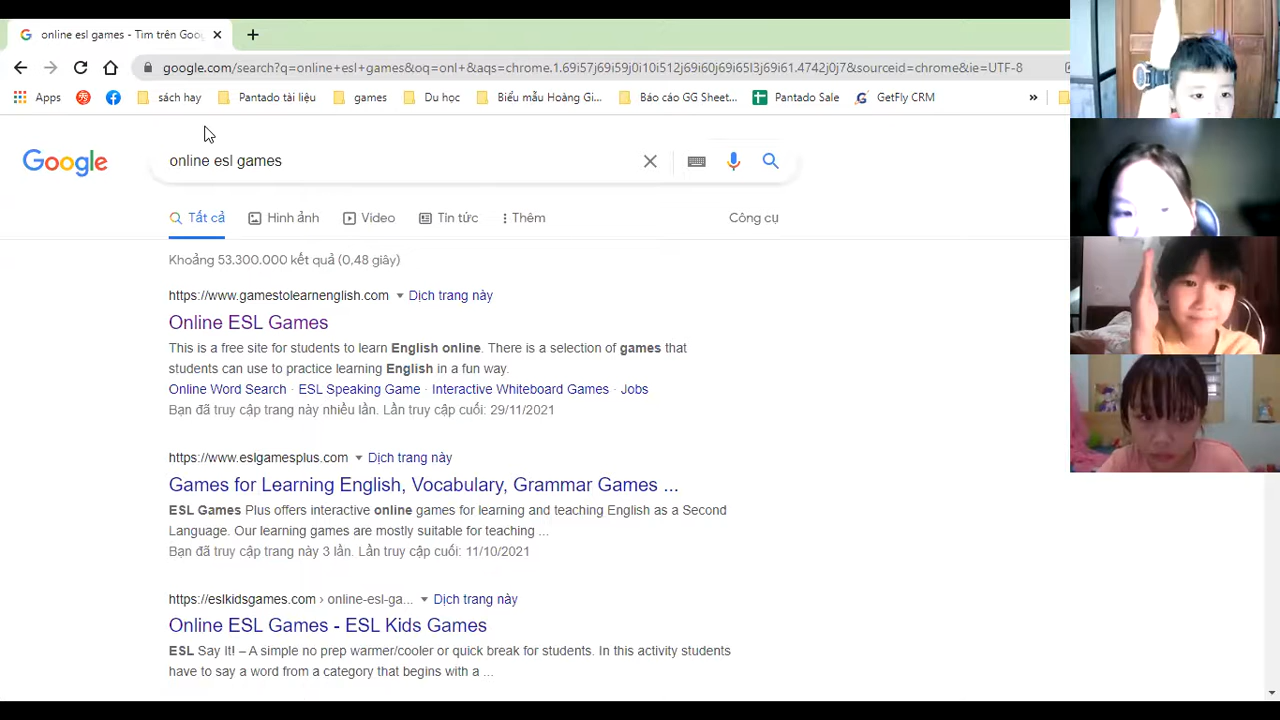 online esl games - Tìm trên Goog
google.com/search?q=online+esl+games&oq=onl+&aqs=chrome.1.69i57j69i59j0i10i512j69i60j69i65l3j69i61.4742j0j7&sourceid=chrome&ie=UTF-8
Apps sách hay Pantado tài liệu games Du học Biểu mẫu Hoàng Gi... Báo cáo GG Sheet... Pantado Sale GetFly CRM »
Google online esl games
Tất cả Hình ảnh Video Tin tức Thêm Công cụ
Khoảng 53.300.000 kết quả (0,48 giây)
https://www.gamestolearnenglish.com Dịch trang này
Online ESL Games
This is a free site for students to learn English online. There is a selection of games that
students can use to practice learning English in a fun way.
Online Word Search · ESL Speaking Game · Interactive Whiteboard Games · Jobs
Bạn đã truy cập trang này nhiều lần. Lần truy cập cuối: 29/11/2021
https://www.eslgamesplus.com Dịch trang này
Games for Learning English, Vocabulary, Grammar Games ...
ESL Games Plus offers interactive online games for learning and teaching English as a Second
Language. Our learning games are mostly suitable for teaching ...
Bạn đã truy cập trang này 3 lần. Lần truy cập cuối: 11/10/2021
https://eslkidsgames.com › online-esl-ga... Dịch trang này
Online ESL Games - ESL Kids Games
ESL Say It! – A simple no prep warmer/cooler or quick break for students. In this activity students
have to say a word from a category that begins with a ...